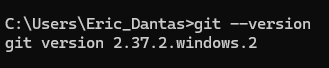 C:\Users\Eric_Dantas>git --version
git version 2.37.2.windows.2